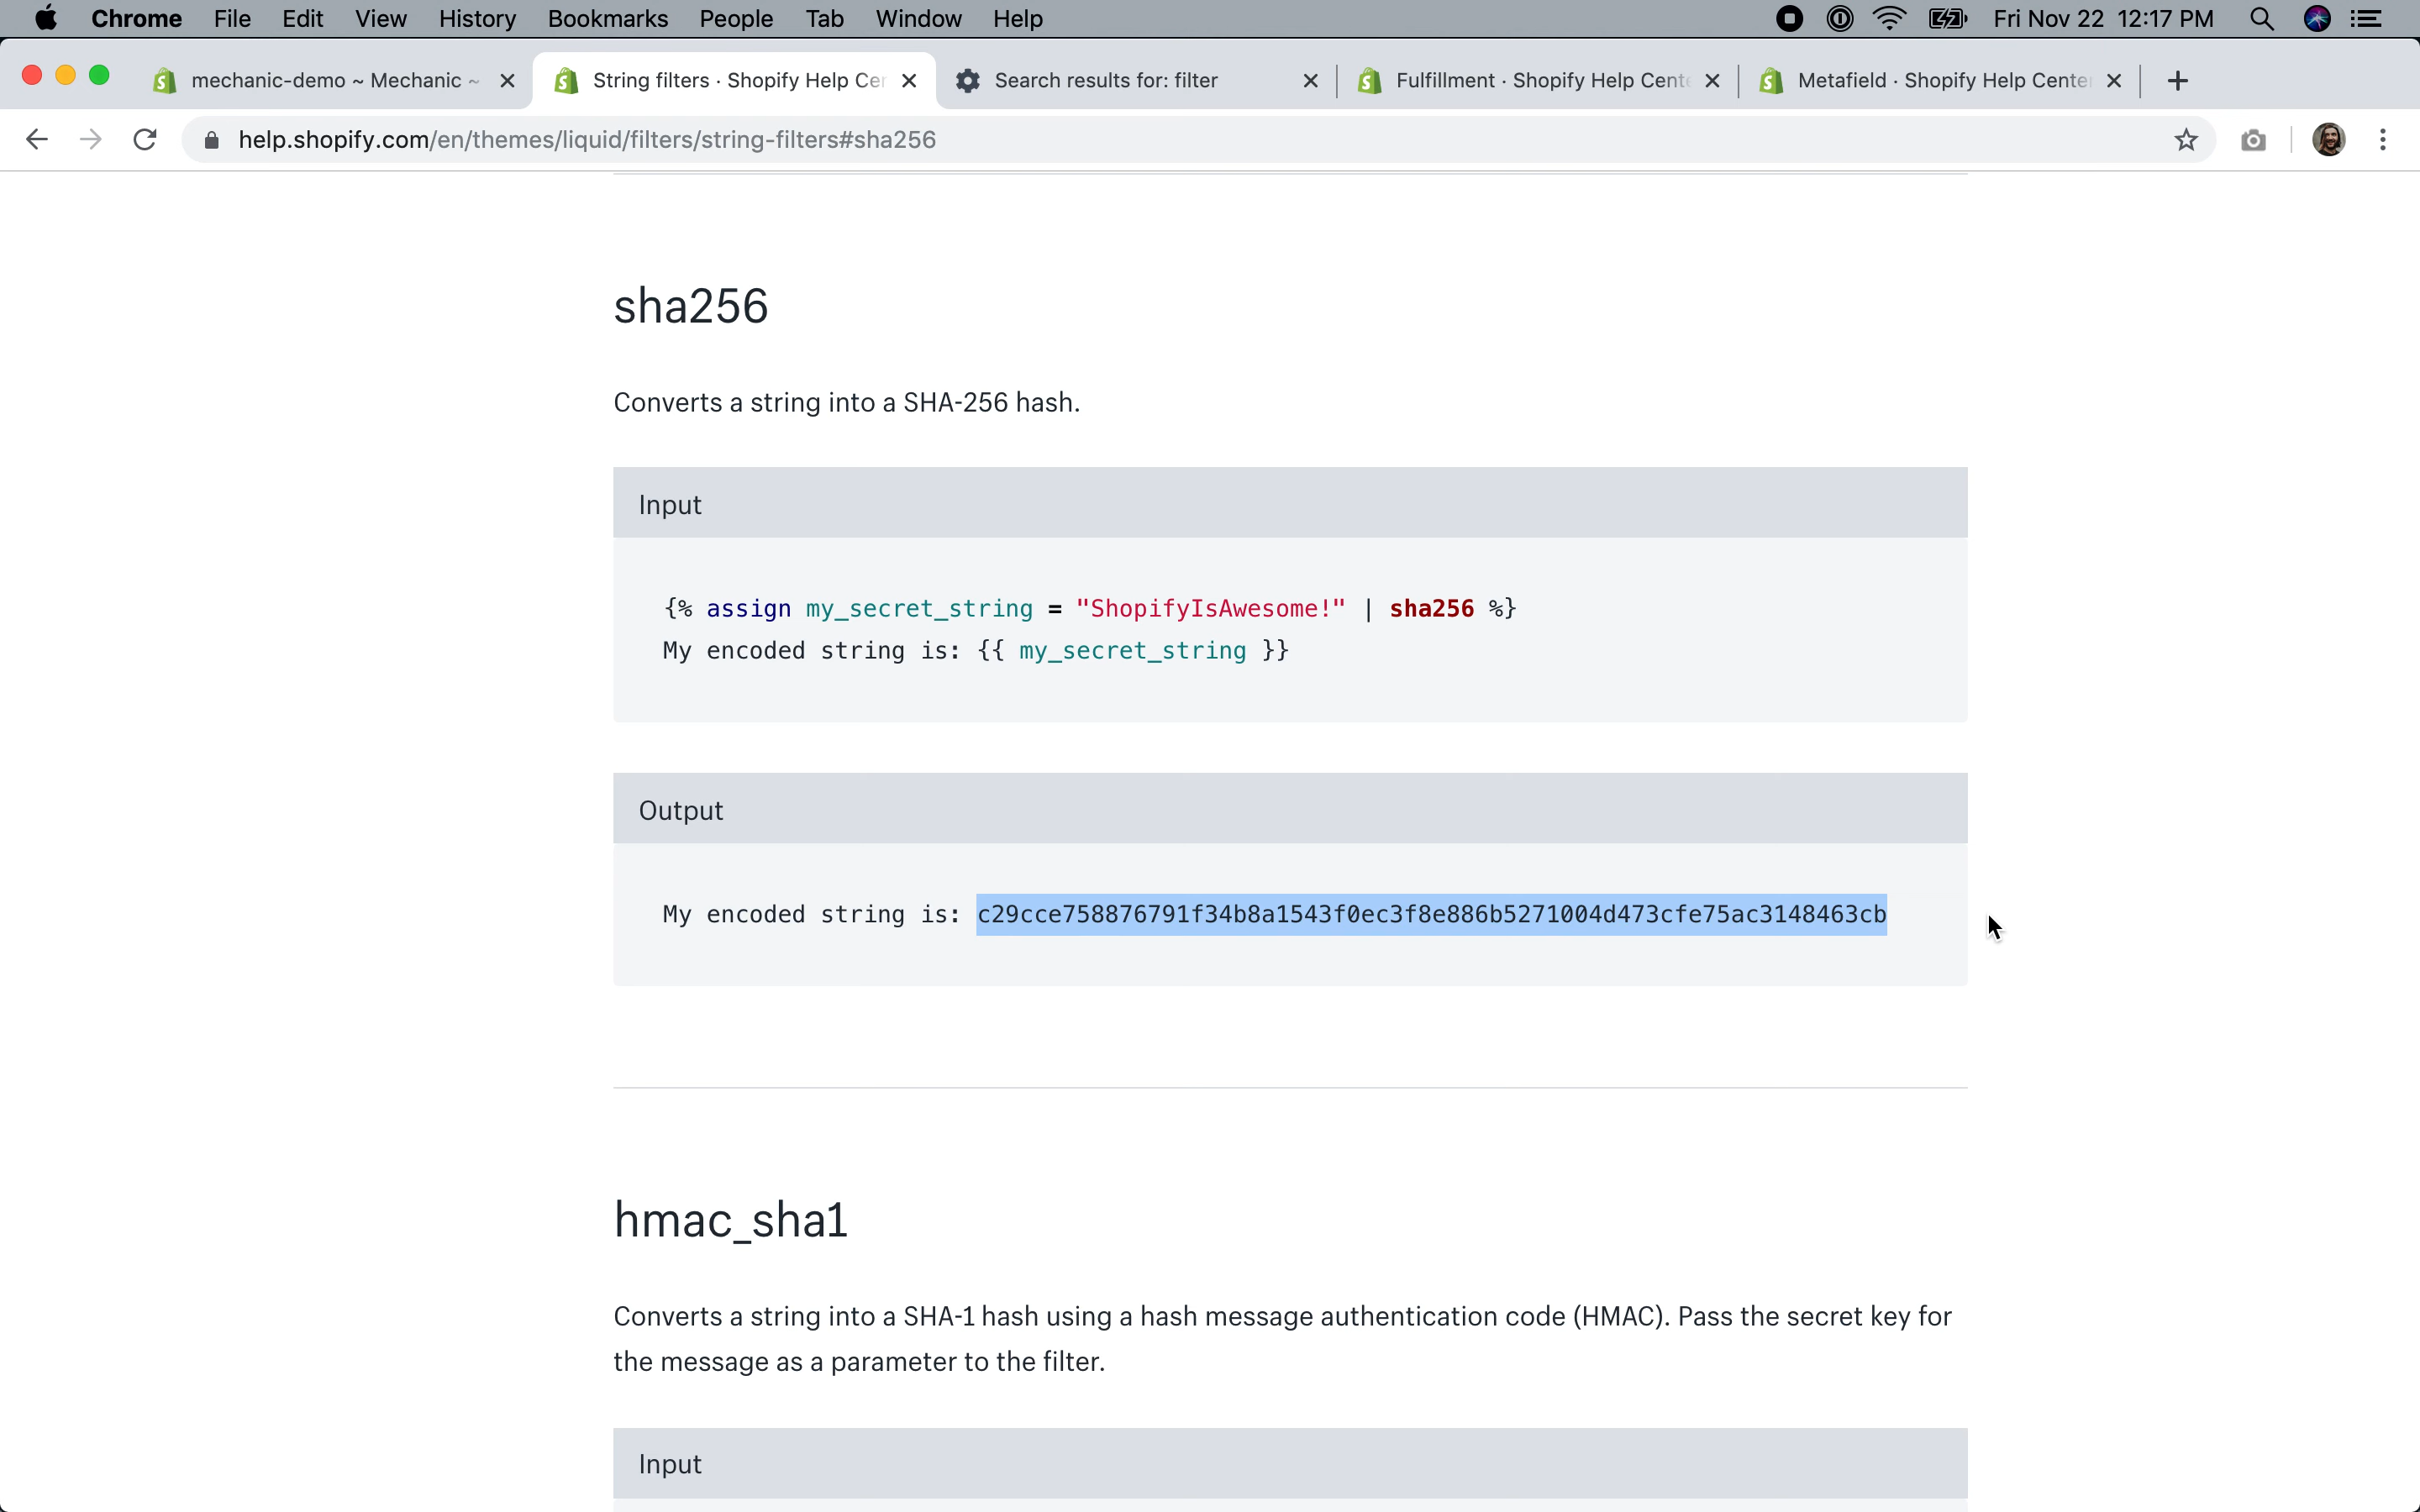 Chrome File Edit View History Bookmarks People Tab Window Help Fri Nov 22 12:17 PM
mechanic-demo ~ Mechanic ~ String filters · Shopify Help Cer Search results for: filter Fulfillment · Shopify Help Cente Metafield · Shopify Help Center
help.shopify.com/en/themes/liquid/filters/string-filters#sha256
sha256
Converts a string into a SHA-256 hash.
Input
{% assign my_secret_string = "ShopifyIsAwesome!" | sha256 %}
My encoded string is: {{ my_secret_string }}
Output
My encoded string is: c29cce758876791f34b8a1543f0ec3f8e886b5271004d473cfe75ac3148463cb
hmac_sha1
Converts a string into a SHA-1 hash using a hash message authentication code (HMAC). Pass the secret key for
the message as a parameter to the filter.
Input